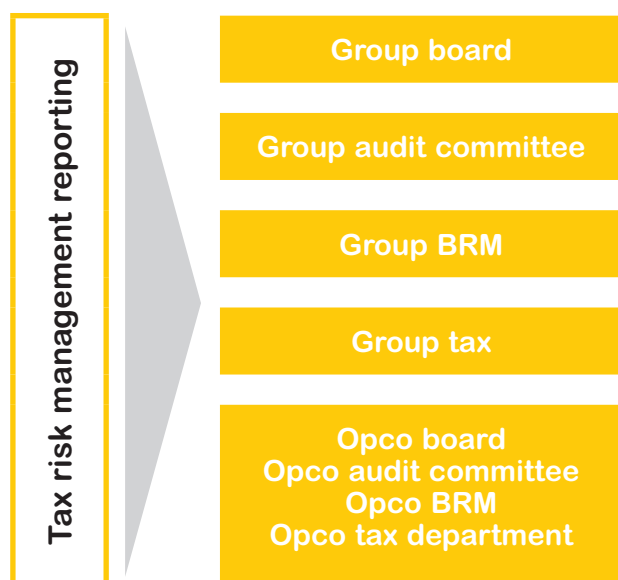 Tax risk management reporting
Group board
Group audit committee
Group BRM
Group tax
Opco board
Opco audit committee
Opco BRM
Opco tax department